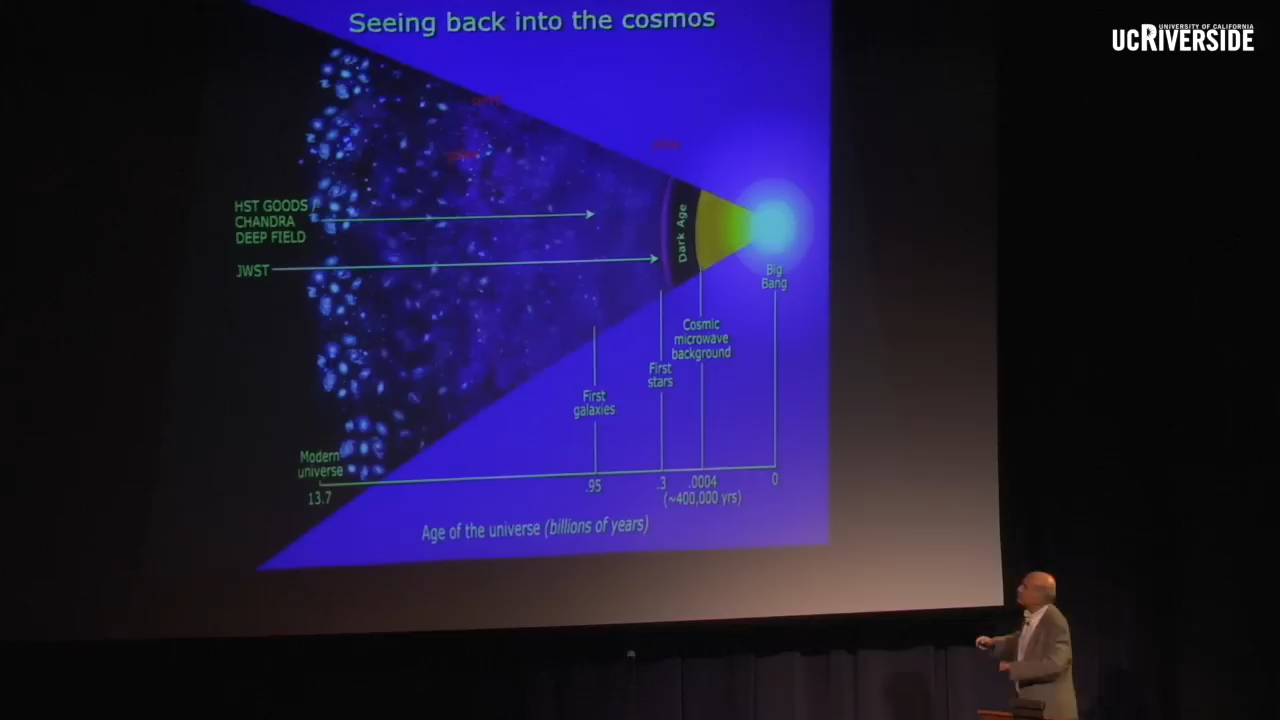 Seeing back into the cosmos
UNIVERSITY OF CALIFORNIA
UCRIVERSIDE
HST GOODS /
CHANDRA
DEEP FIELD
JWST
Dark Age
Big
Bang
Cosmic
microwave
background
First
stars
First
galaxies
Modern
universe
13.7
.95
.3
.0004
0
(~400,000 yrs)
Age of the universe (billions of years)